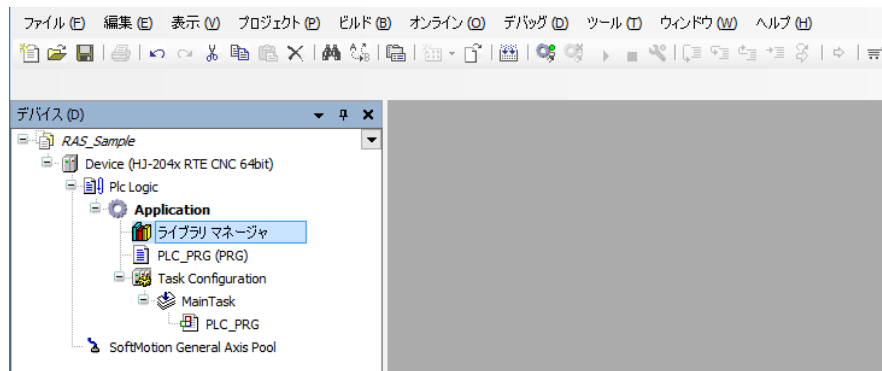 ファイル(F) 編集(E) 表示(V) プロジェクト(P) ビルド(B) オンライン(O) デバッグ(D) ツール(T) ウィンドウ(W) ヘルプ(H)
デバイス(D)
RAS_Sample
Device (HJ-204x RTE CNC 64bit)
Plc Logic
Application
ライブラリ マネージャ
PLC_PRG (PRG)
Task Configuration
MainTask
PLC_PRG
SoftMotion General Axis Pool